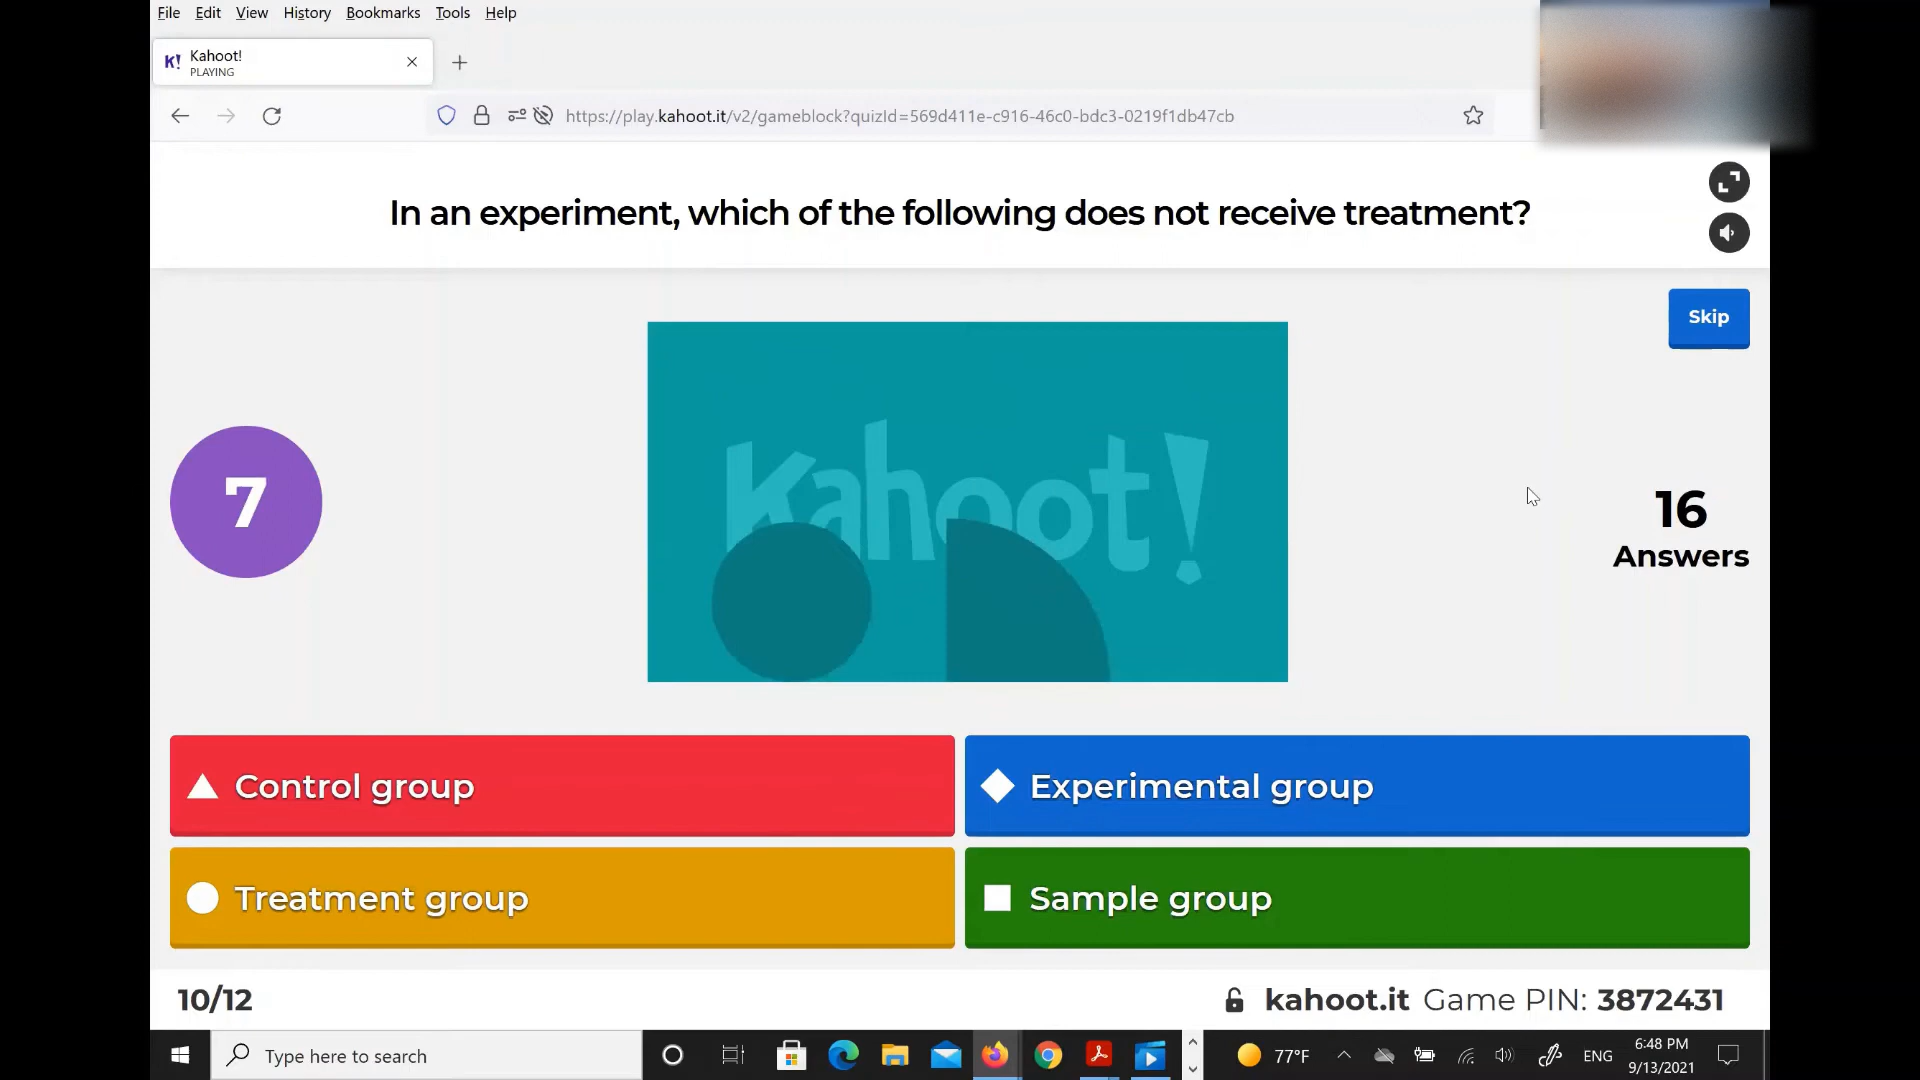 File Edit View History Bookmarks Tools Help
K! Kahoot!
PLAYING
https://play.kahoot.it/v2/gameblock?quizId=569d411e-c916-46c0-bdc3-0219f1db47cb
In an experiment, which of the following does not receive treatment?
Skip
Kahoot!
7
16
Answers
Control group
Experimental group
Treatment group
Sample group
10/12
kahoot.it Game PIN: 3872431
Type here to search
77°F
ENG
6:48 PM
9/13/2021